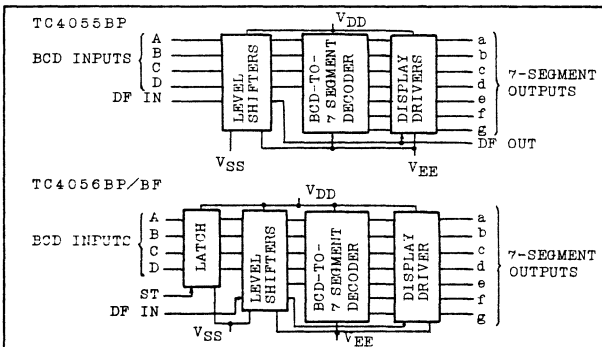 TC4055BP
VDD
BCD INPUTS
A
B
C
D
DF IN
LEVEL SHIFTERS
BCD-TO-7 SEGMENT DECODER
DISPLAY DRIVERS
a
b
c
d
e
f
g
7-SEGMENT OUTPUTS
DF OUT
VSS
VEE
TC4056BP/BF
VDD
BCD INPUTC
A
B
C
D
ST
DF IN
LATCH
LEVEL SHIFTERS
BCD-TO-7 SEGMENT DECODER
DISPLAY DRIVER
a
b
c
d
e
f
g
7-SEGMENT OUTPUTS
VSS
VEE